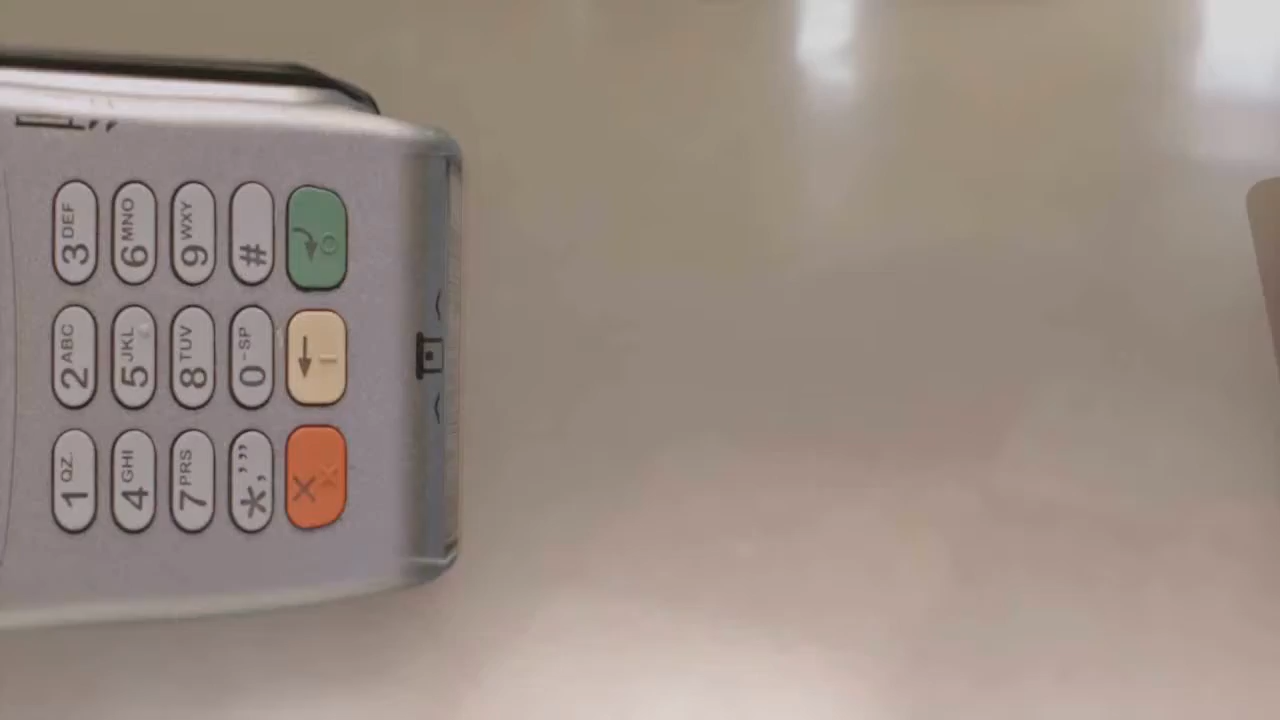 1 QZ. 2 ABC 3 DEF
4 GHI 5 JKL 6 MNO
7 PRS 8 TUV 9 WXY
*,'" 0 -SP #
X